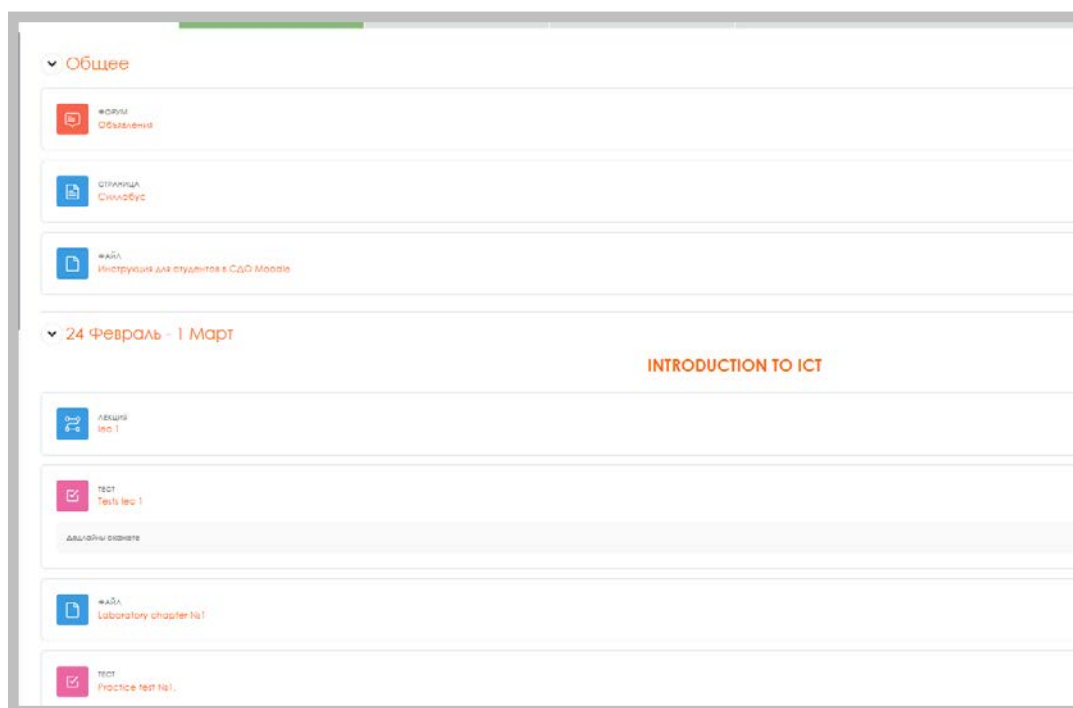 Общее
ФОРУМ
Объявления
СТРАНИЦА
Силлабус
ФАЙЛ
Инструкция для студентов в СДО Moodle
24 Февраль - 1 Март
INTRODUCTION TO ICT
ЛЕКЦИЯ
lec 1
ТЕСТ
Tests lec 1
ФАЙЛ
Laboratory chapter №1
ТЕСТ
Practice test №1.